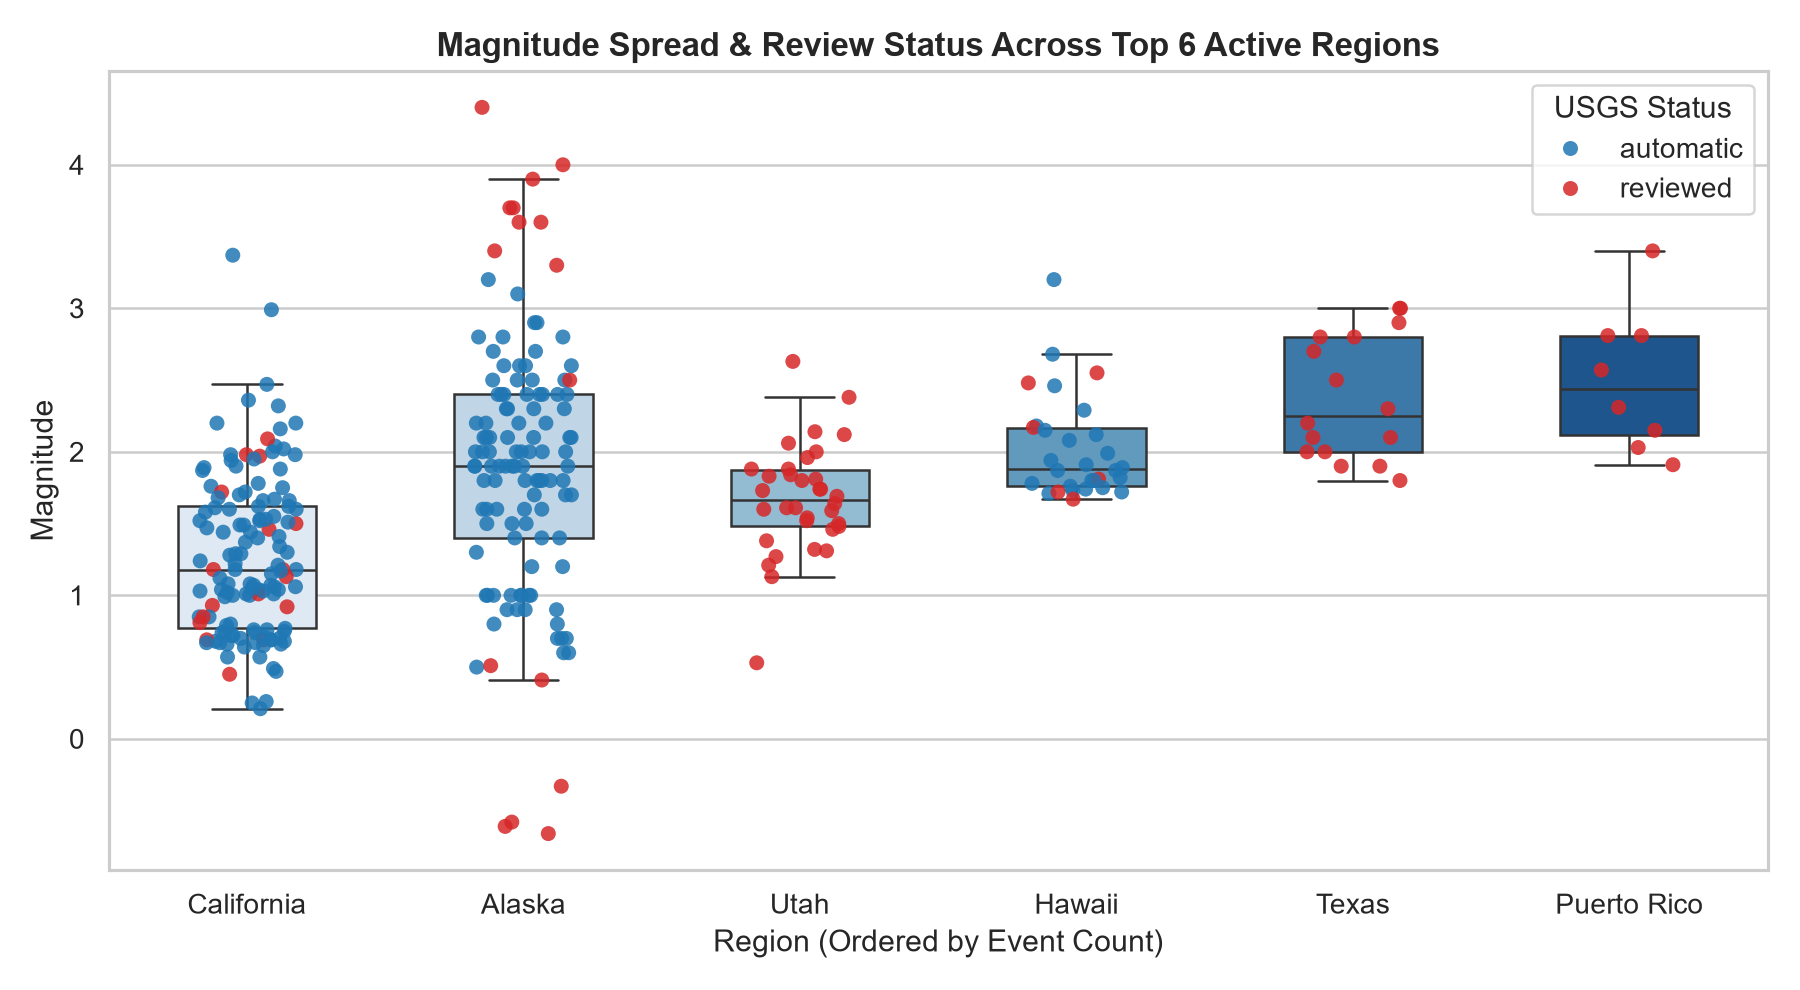 Magnitude Spread & Review Status Across Top 6 Active Regions
USGS Status
automatic
reviewed
Magnitude
4
3
2
1
0
California
Alaska
Utah
Hawaii
Texas
Puerto Rico
Region (Ordered by Event Count)